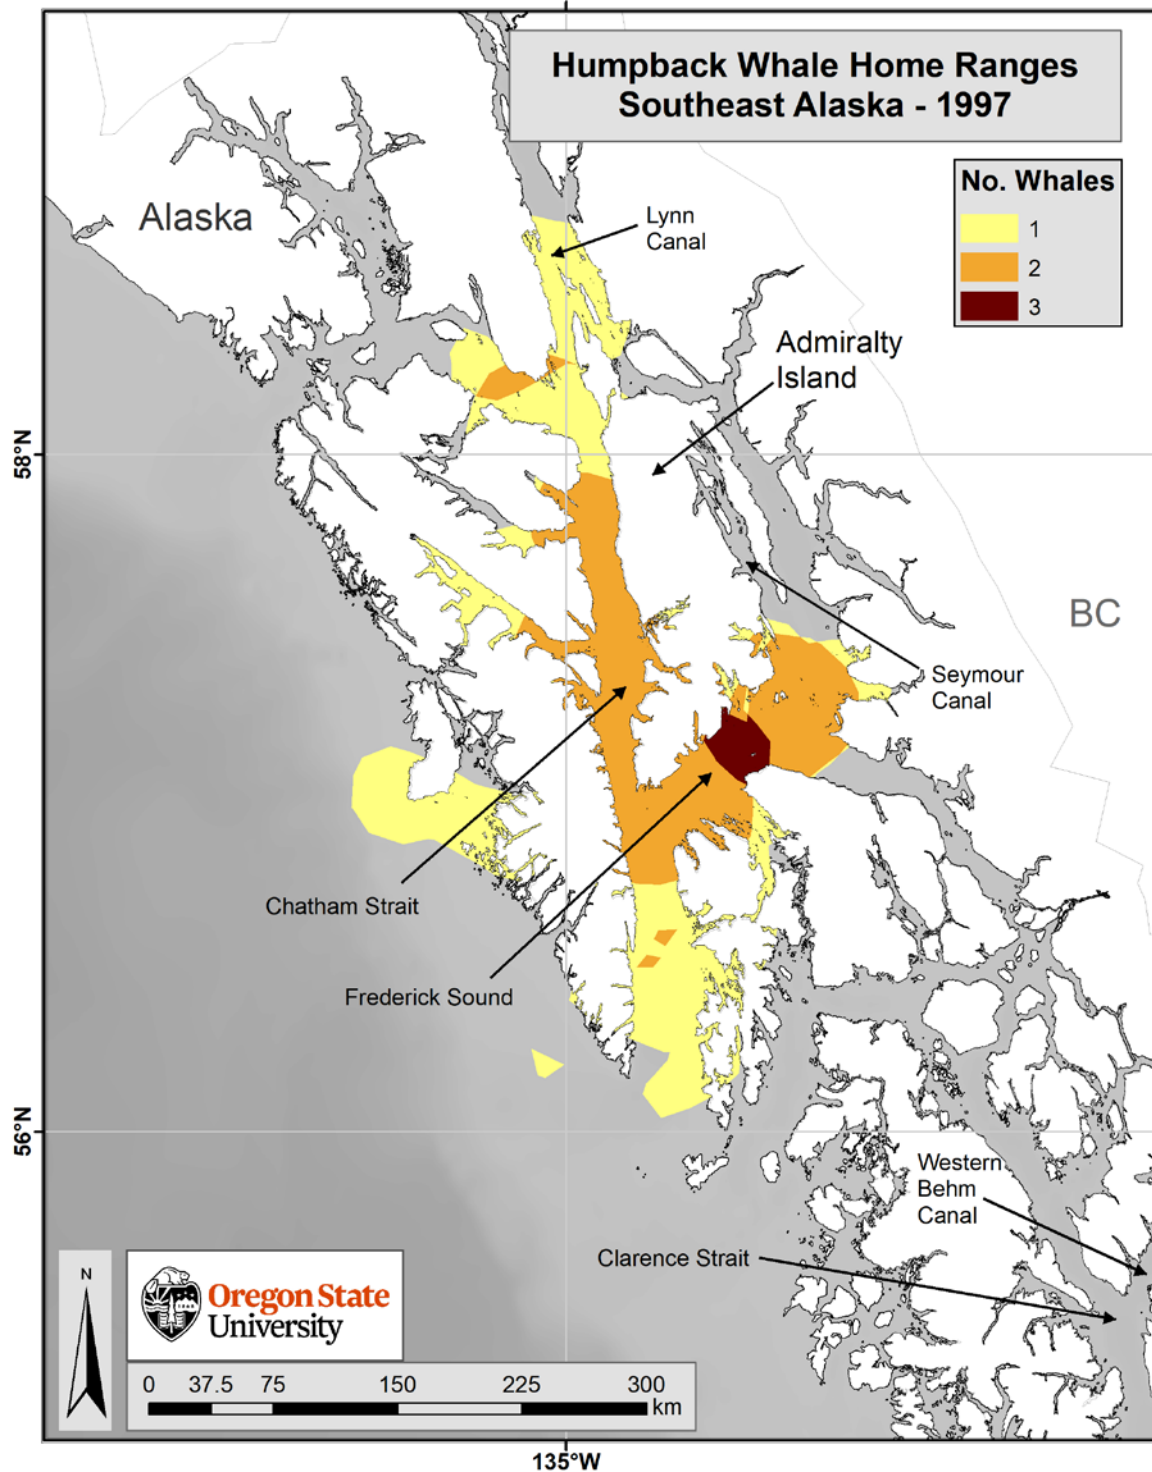 Humpback Whale Home Ranges
Southeast Alaska - 1997
No. Whales
1
2
3
Alaska
Lynn
Canal
Admiralty
Island
58°N
BC
Seymour
Canal
Chatham Strait
Frederick Sound
56°N
Western
Behm
Canal
Clarence Strait
N
Oregon State
University
0 37.5 75 150 225 300
km
135°W